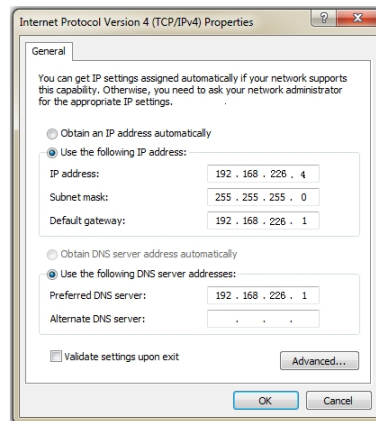 Internet Protocol Version 4 (TCP/IPv4) Properties
General
You can get IP settings assigned automatically if your network supports
this capability. Otherwise, you need to ask your network administrator
for the appropriate IP settings.
Obtain an IP address automatically
Use the following IP address:
IP address: 192 . 168 . 226 . 4
Subnet mask: 255 . 255 . 255 . 0
Default gateway: 192 . 168 . 226 . 1
Obtain DNS server address automatically
Use the following DNS server addresses:
Preferred DNS server: 192 . 168 . 226 . 1
Alternate DNS server: . . .
Validate settings upon exit
Advanced...
OK Cancel